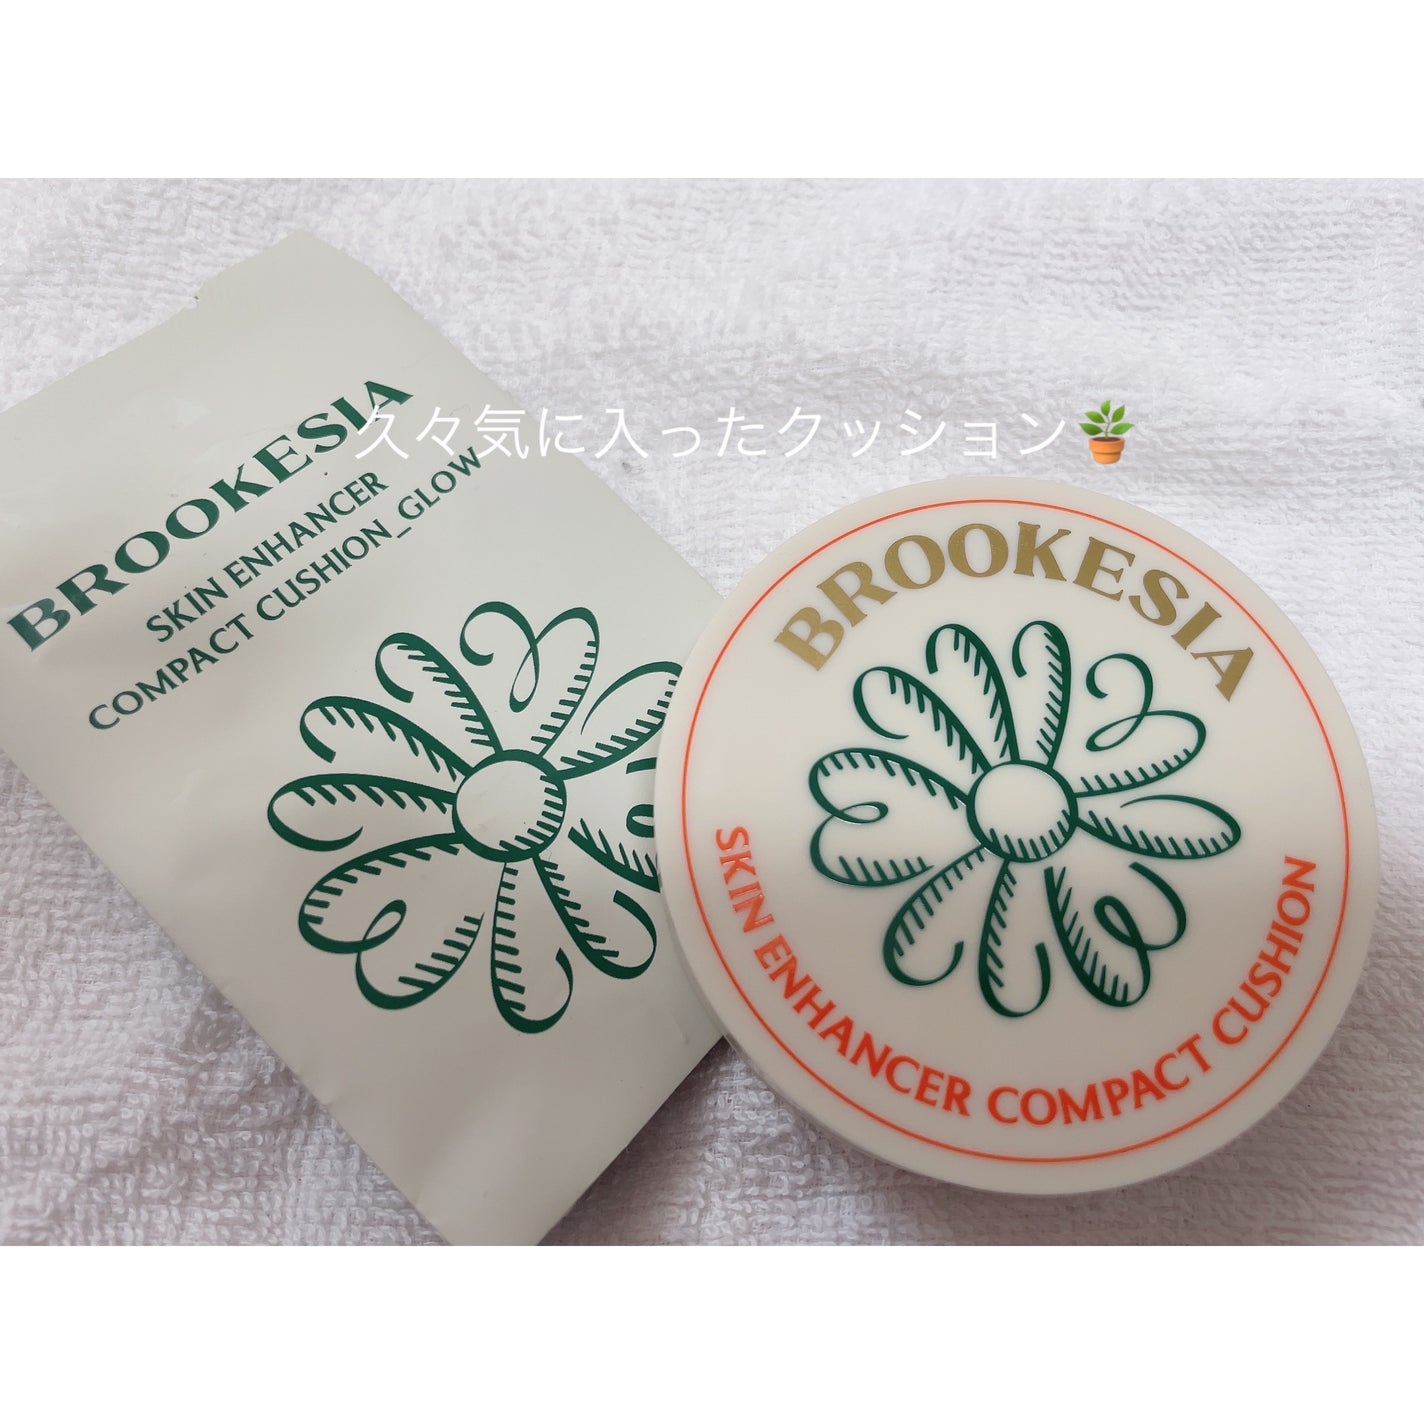 久々気に入ったクッション🪴
BROOKESIA
SKIN ENHANCER
COMPACT CUSHION_GLOW
BROOKESIA
SKIN ENHANCER COMPACT CUSHION